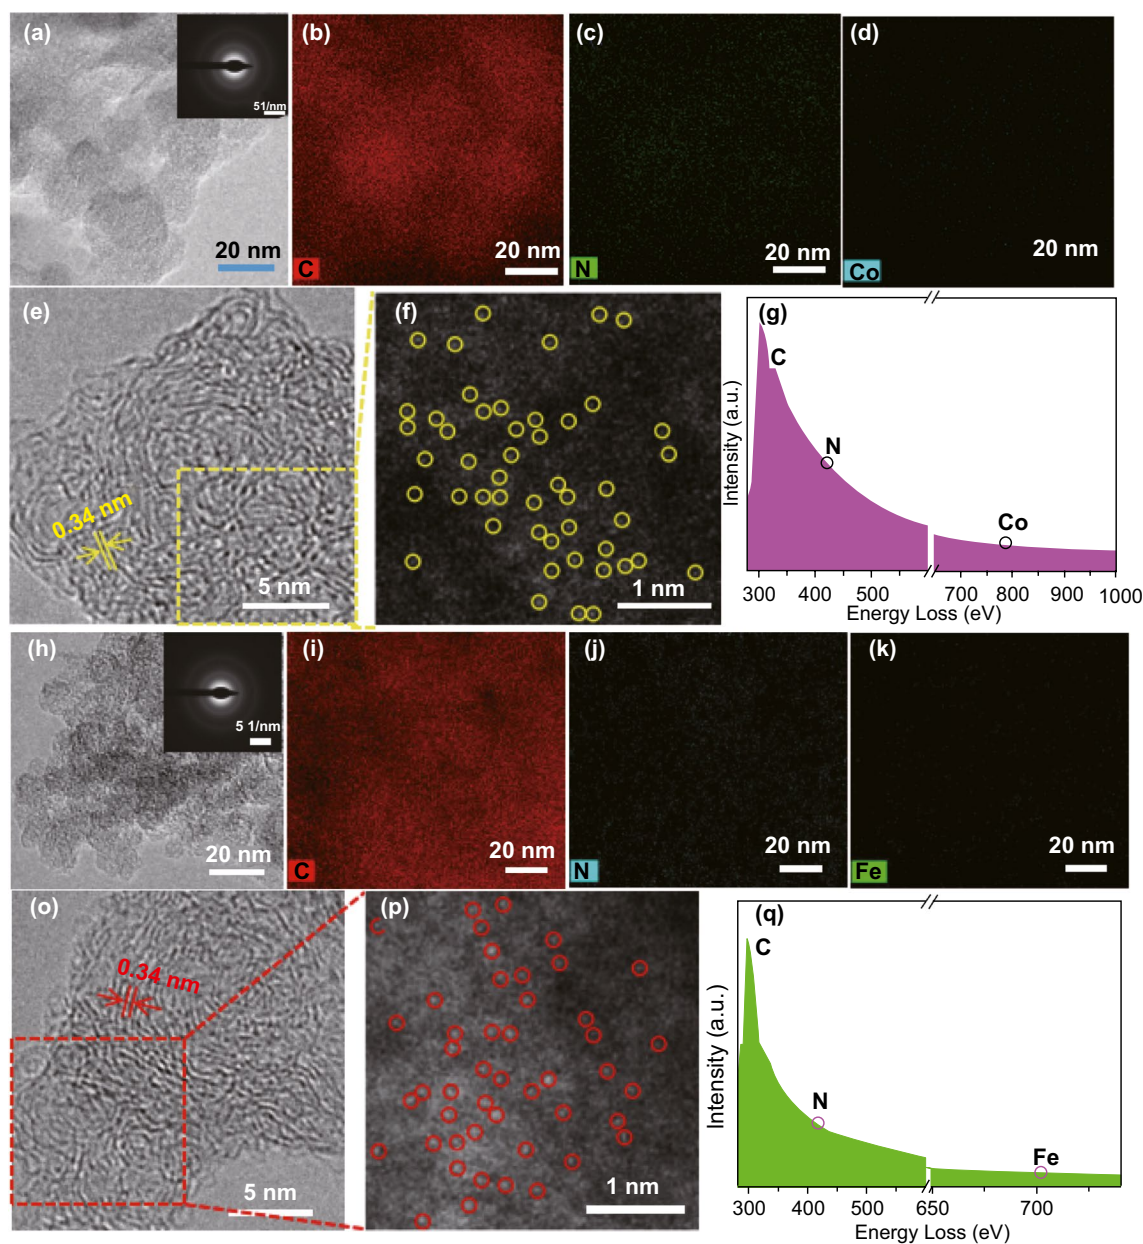 (a)
51/nm
20 nm
(b)
C
20 nm
(c)
N
20 nm
(d)
Co
20 nm
(e)
0.34 nm
5 nm
(f)
1 nm
(g)
C
N
Co
Intensity (a.u.)
300 400 500 700 800 900 1000
Energy Loss (eV)
(h)
5 1/nm
20 nm
(i)
C
20 nm
(j)
N
20 nm
(k)
Fe
20 nm
(o)
0.34 nm
5 nm
(p)
1 nm
(q)
C
N
Fe
Intensity (a.u.)
300 400 500 650 700
Energy Loss (eV)